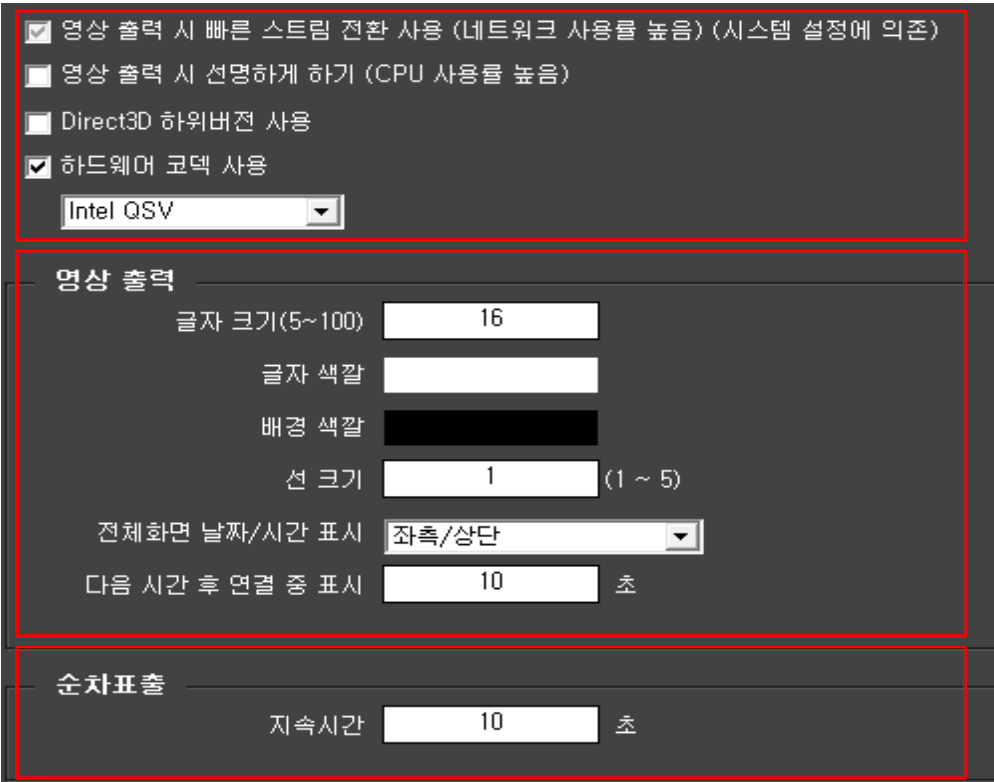 영상 출력 시 빠른 스트림 전환 사용 (네트워크 사용률 높음) (시스템 설정에 의존)
영상 출력 시 선명하게 하기 (CPU 사용률 높음)
Direct3D 하위버전 사용
하드웨어 코덱 사용
Intel QSV
영상 출력
글자 크기(5~100) 16
글자 색깔
배경 색깔
선 크기 1 (1 ~ 5)
전체화면 날짜/시간 표시 좌측/상단
다음 시간 후 연결 중 표시 10 초
순차표출
지속시간 10 초